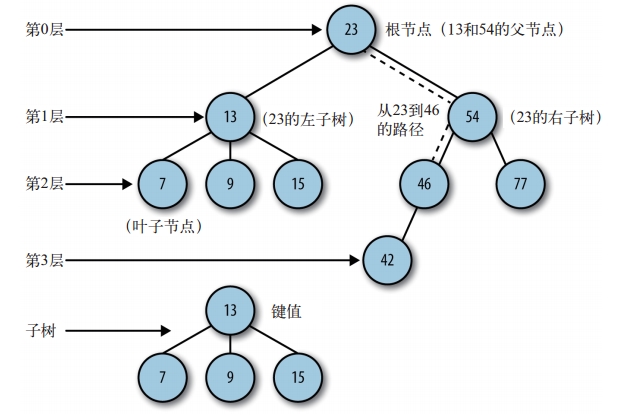 第0层
23
根节点（13和54的父节点）
第1层
13
(23的左子树）
从23到46
的路径
54
（23的右子树）
第2层
7
9
15
46
77
(叶子节点）
第3层
42
13
键值
子树
7
9
15